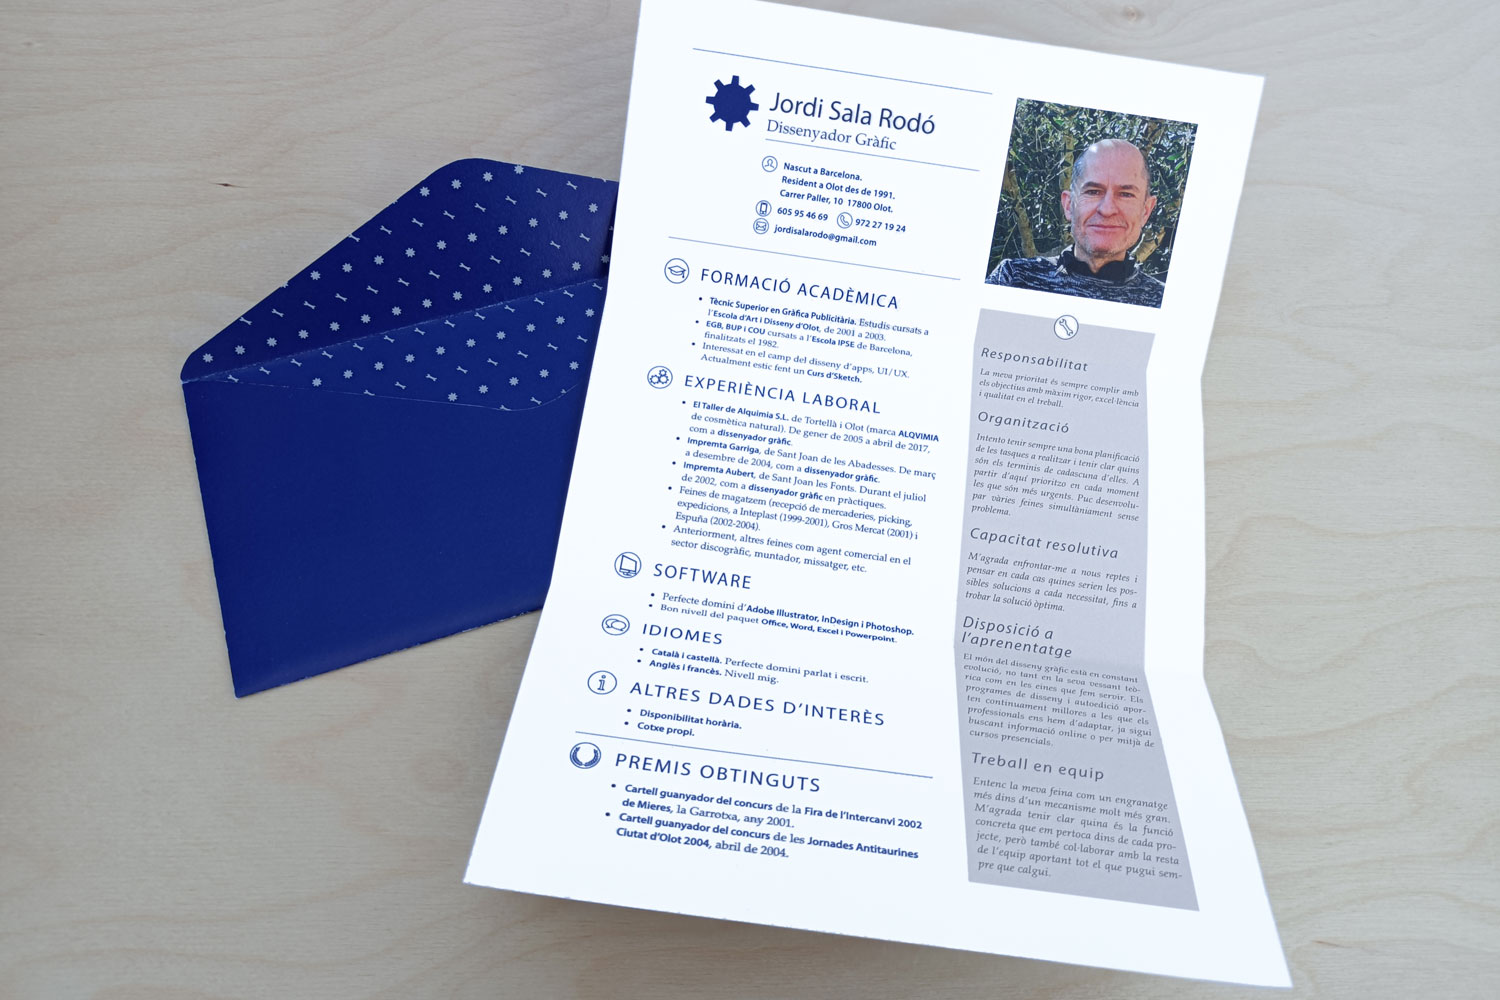 Jordi Sala Rodó
Dissenyador Gràfic
Nascut a Barcelona.
Resident a Olot des de 1991.
Carrer Paller, 10 17800 Olot.
605 95 46 69 972 27 19 24
jordisalarodo@gmail.com
FORMACIÓ ACADÈMICA
• Tècnic Superior en Gràfica Publicitària. Estudis cursats a
l'Escola d'Art i Disseny d'Olot, de 2001 a 2003.
• EGB, BUP i COU cursats a l'Escola IPSE de Barcelona,
finalitzats el 1982.
• Interessat en el camp del disseny d'apps, UI/UX.
Actualment estic fent un Curs d'Sketch.
EXPERIÈNCIA LABORAL
• El Taller de Alquimia S.L. de Tortellà i Olot (marca ALQVIMIA
de cosmètica natural). De gener de 2005 a abril de 2017,
com a dissenyador gràfic.
• Impremta Garriga, de Sant Joan de les Abadesses. De març
a desembre de 2004, com a dissenyador gràfic.
• Impremta Aubert, de Sant Joan les Fonts. Durant el juliol
de 2002, com a dissenyador gràfic en pràctiques.
• Feines de magatzem (recepció de mercaderies, picking,
expedicions, a Inteplast (1999-2001), Gros Mercat (2001) i
Espuña (2002-2004).
• Anteriorment, altres feines com agent comercial en el
sector discogràfic, muntador, missatger, etc.
SOFTWARE
• Perfecte domini d'Adobe Illustrator, InDesign i Photoshop.
• Bon nivell del paquet Office, Word, Excel i Powerpoint.
IDIOMES
• Català i castellà. Perfecte domini parlat i escrit.
• Anglès i francès. Nivell mig.
ALTRES DADES D'INTERÈS
• Disponibilitat horària.
• Cotxe propi.
PREMIS OBTINGUTS
• Cartell guanyador del concurs de la Fira de l'Intercanvi 2002
de Mieres, la Garrotxa, any 2001.
• Cartell guanyador del concurs de les Jornades Antitaurines
Ciutat d'Olot 2004, abril de 2004.
Responsabilitat
La meva prioritat és sempre complir amb
els objectius amb màxim rigor, excel·lència
i qualitat en el treball.
Organització
Intento tenir sempre una bona planificació
de les tasques a realitzar i tenir clar quins
són els terminis de cadascuna d'elles. A
partir d'aquí prioritzo en cada moment
les que són més urgents. Puc desenvolu-
par vàries feines simultàniament sense
problema.
Capacitat resolutiva
M'agrada enfrontar-me a nous reptes i
pensar en cada cas quines serien les pos-
sibles solucions a cada necessitat, fins a
trobar la solució òptima.
Disposició a
l'aprenentatge
El món del disseny gràfic està en constant
evolució, no tant en la seva vessant teò-
rica com en les eines que fem servir. Els
programes de disseny i autoedició apor-
ten continuament millores a les que els
professionals ens hem d'adaptar, ja sigui
buscant informació online o per mitjà de
cursos presencials.
Treball en equip
Entenc la meva feina com un engranatge
més dins d'un mecanisme molt més gran.
M'agrada tenir clar quina és la funció
concreta que em pertoca dins de cada pro-
jecte, però també col·laborar amb la resta
de l'equip aportant tot el que pugui sem-
pre que calgui.